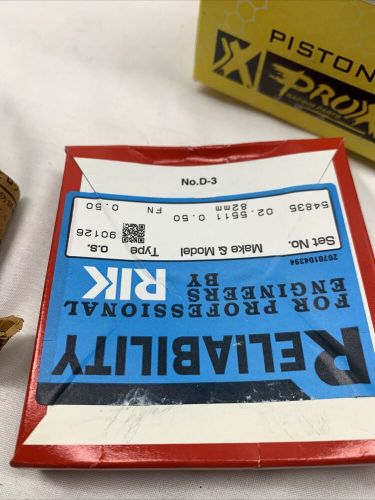 PISTON
PROX
No.D-3
RELIABILITY
FOR PROFESSIONAL
ENGINEERS
BY RIK
2070104394
Set No. Make & Model Type o.s.
90126
54835 02.5511 0.50 FN 0.50
82mm